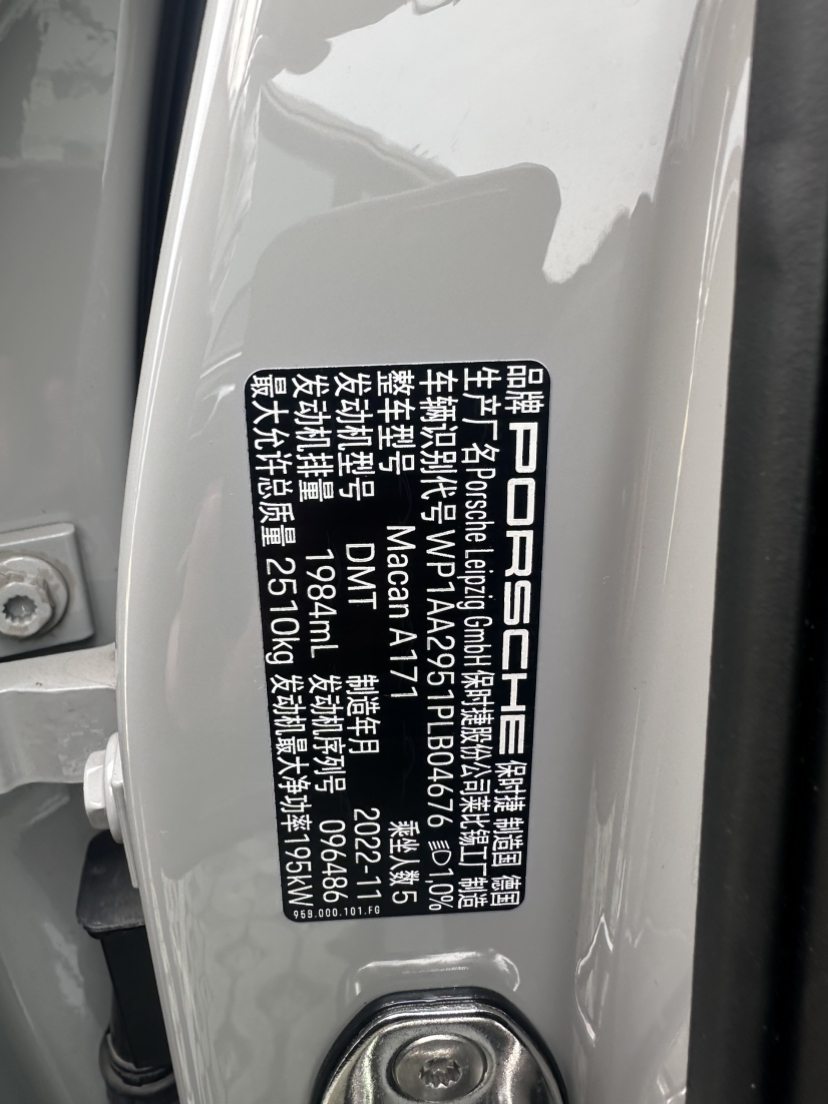 品牌 PORSCHE 保时捷 制造国 德国
生产厂名 Porsche Leipzig GmbH 保时捷股份公司莱比锡工厂制造
车辆识别代号 WP1AA2951PLB04676 1,0%
整车型号 Macan A171 乘坐人数 5
发动机型号 DMT 制造年月 2022-11
发动机排量 1984mL 发动机序列号 096486
最大允许总质量 2510kg 发动机最大净功率 195kW
95B.000.101.FG